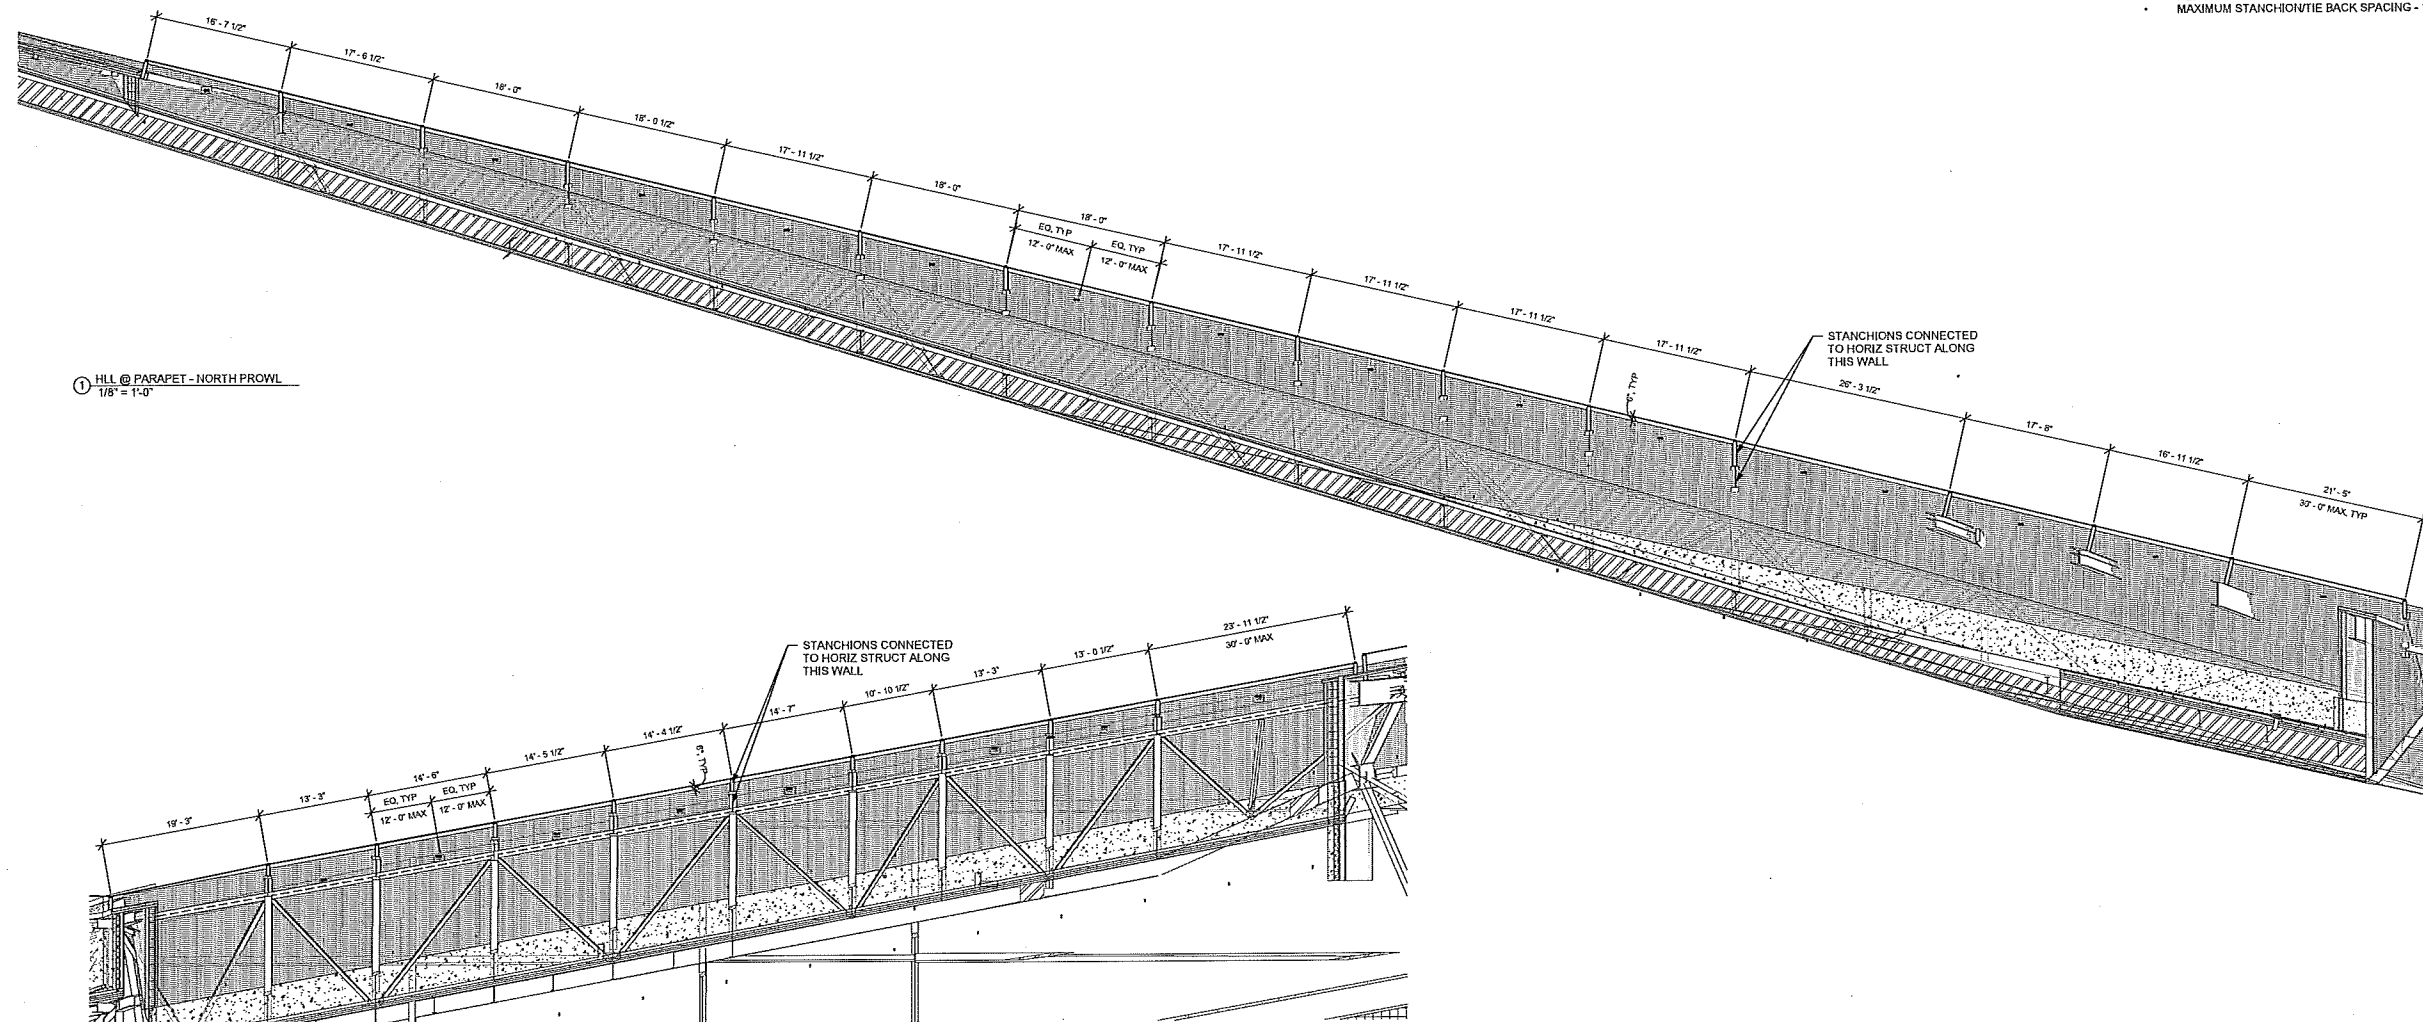 • MAXIMUM STANCHION/TIE BACK SPACING -
16' - 7 1/2"
17' - 6 1/2"
18' - 0"
18' - 0 1/2"
17' - 11 1/2"
18' - 0"
18' - 0"
EQ, TYP
12' - 0" MAX
EQ, TYP
12' - 0" MAX
17' - 11 1/2"
17' - 11 1/2"
17' - 11 1/2"
17' - 11 1/2"
6", TYP
STANCHIONS CONNECTED
TO HORIZ STRUCT ALONG
THIS WALL
26' - 3 1/2"
17' - 8"
16' - 11 1/2"
21' - 5"
30' - 0" MAX, TYP
1 HLL @ PARAPET - NORTH PROWL
1/8" = 1'-0"
19' - 3"
13' - 3"
14' - 6"
EQ, TYP
12' - 0" MAX
EQ, TYP
12' - 0" MAX
14' - 5 1/2"
14' - 4 1/2"
6", TYP
STANCHIONS CONNECTED
TO HORIZ STRUCT ALONG
THIS WALL
14' - 7"
10' - 10 1/2"
13' - 3"
13' - 0 1/2"
23' - 11 1/2"
30' - 0" MAX